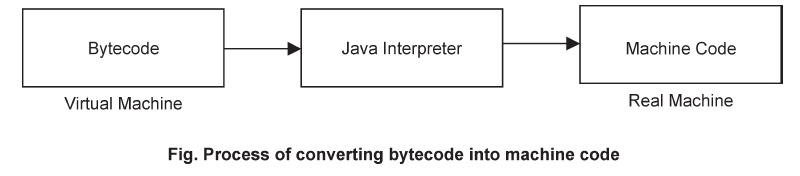 Bytecode
Java Interpreter
Machine Code
Virtual Machine
Real Machine
Fig. Process of converting bytecode into machine code